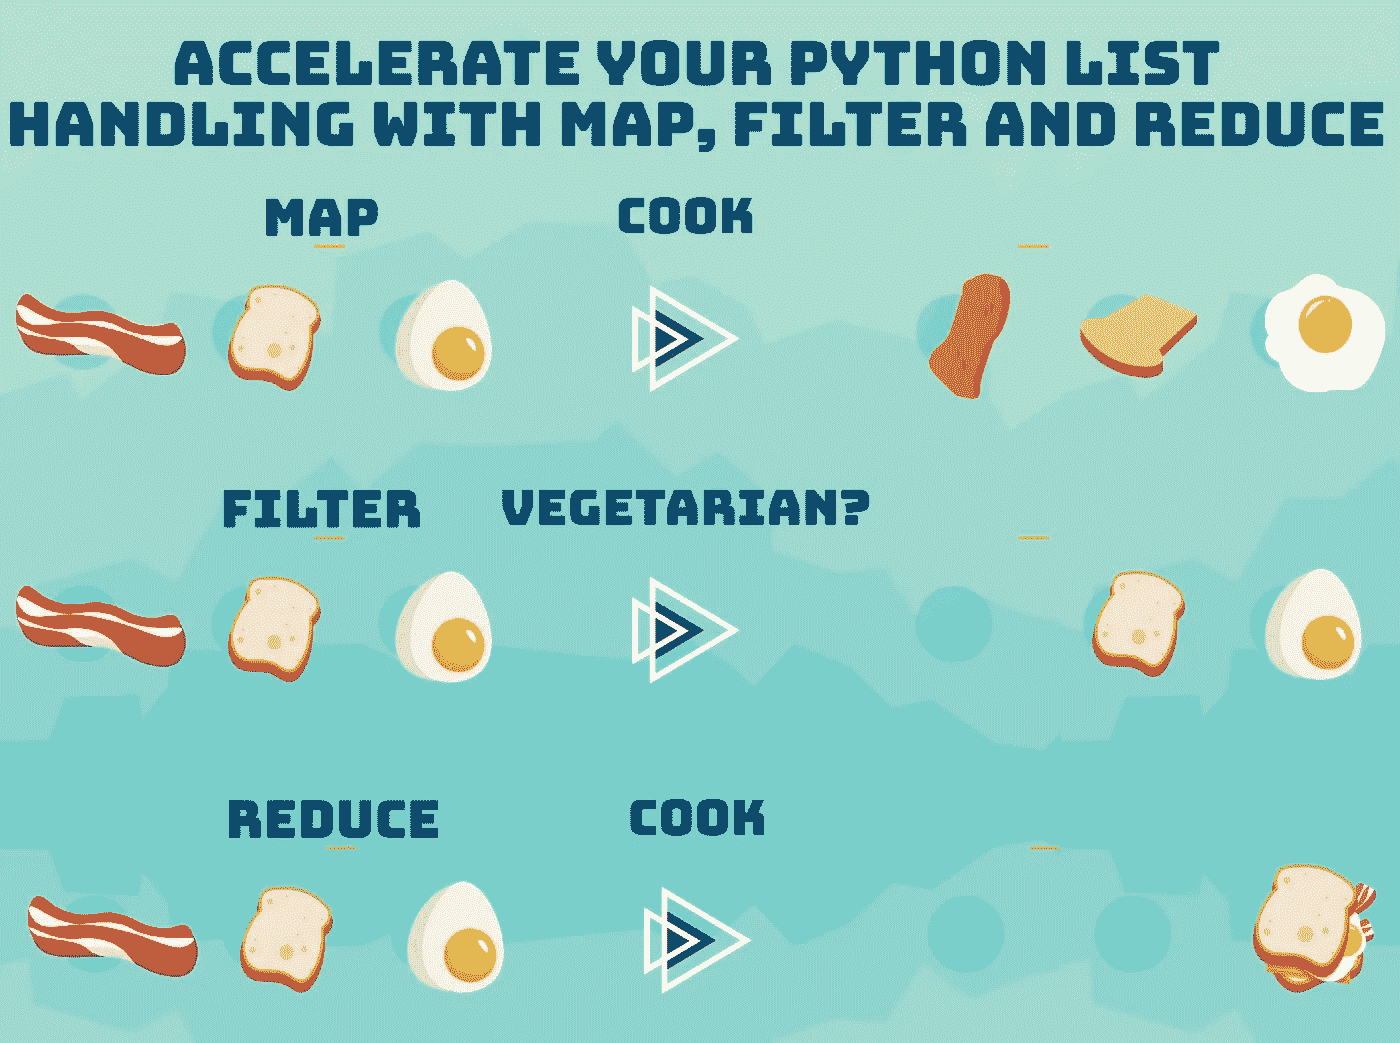 ACCELERATE YOUR PYTHON LIST
HANDLING WITH MAP, FILTER AND REDUCE
MAP
COOK
FILTER
VEGETARIAN?
REDUCE
COOK